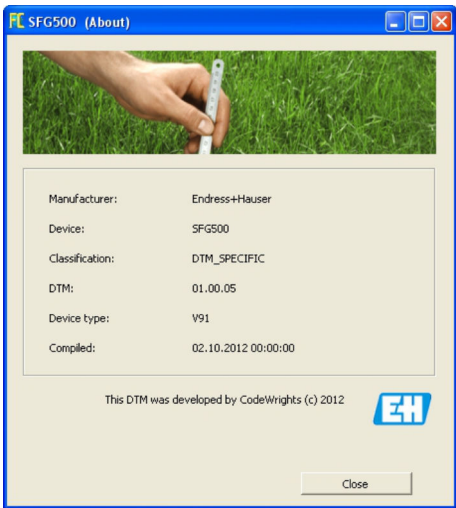 SFG500 (About)
Manufacturer: Endress+Hauser
Device: SFG500
Classification: DTM_SPECIFIC
DTM: 01.00.05
Device type: V91
Compiled: 02.10.2012 00:00:00
This DTM was developed by CodeWrights (c) 2012
EH
Close